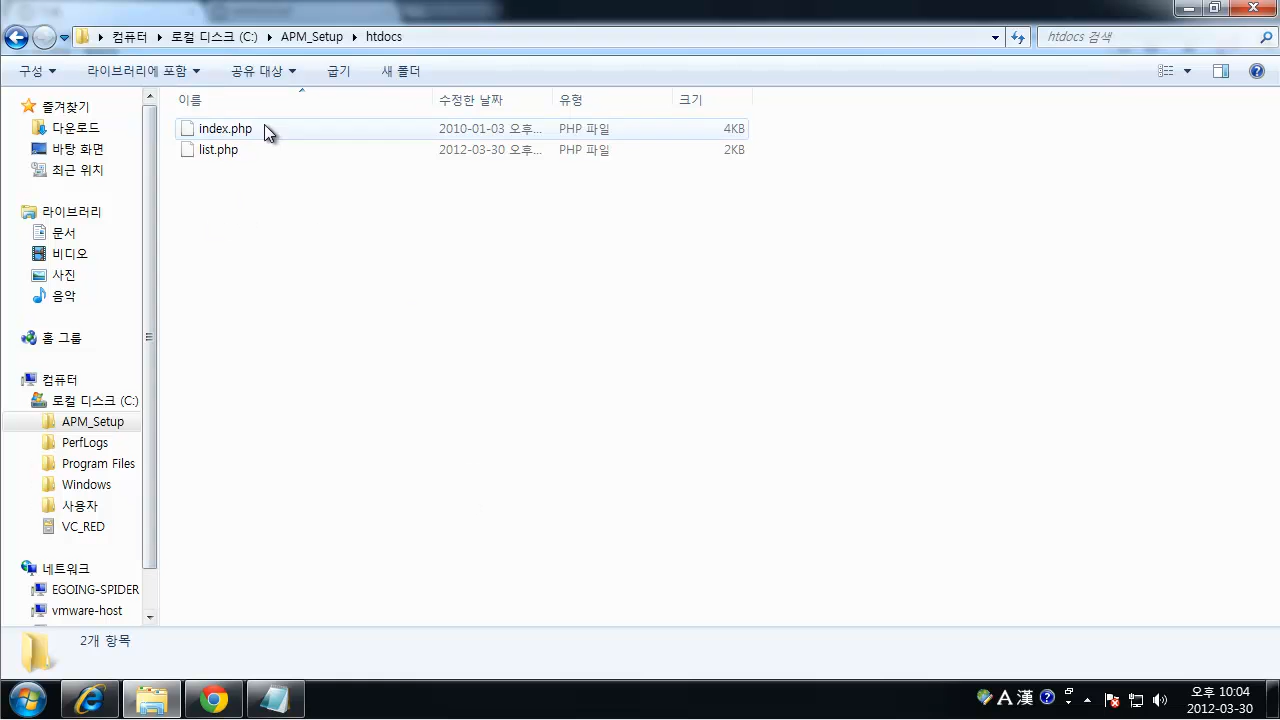 컴퓨터 로컬 디스크 (C:) APM_Setup htdocs
htdocs 검색
구성 라이브러리에 포함 공유 대상 굽기 새 폴더
이름 수정한 날짜 유형 크기
index.php 2010-01-03 오후... PHP 파일 4KB
list.php 2012-03-30 오후... PHP 파일 2KB
즐겨찾기
다운로드
바탕 화면
최근 위치
라이브러리
문서
비디오
사진
음악
홈 그룹
컴퓨터
로컬 디스크 (C:)
APM_Setup
PerfLogs
Program Files
Windows
사용자
VC_RED
네트워크
EGOING-SPIDER
vmware-host
2개 항목
A 漢
오후 10:04
2012-03-30